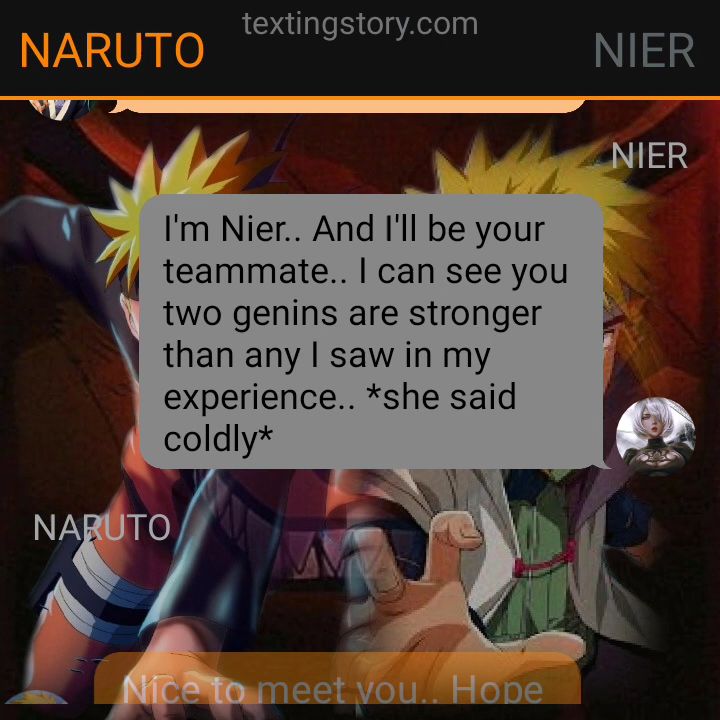 textingstory.com
NARUTO
NIER
NIER
I'm Nier.. And I'll be your
teammate.. I can see you
two genins are stronger
than any I saw in my
experience.. *she said
coldly*
NARUTO
Nice to meet you.. Hope